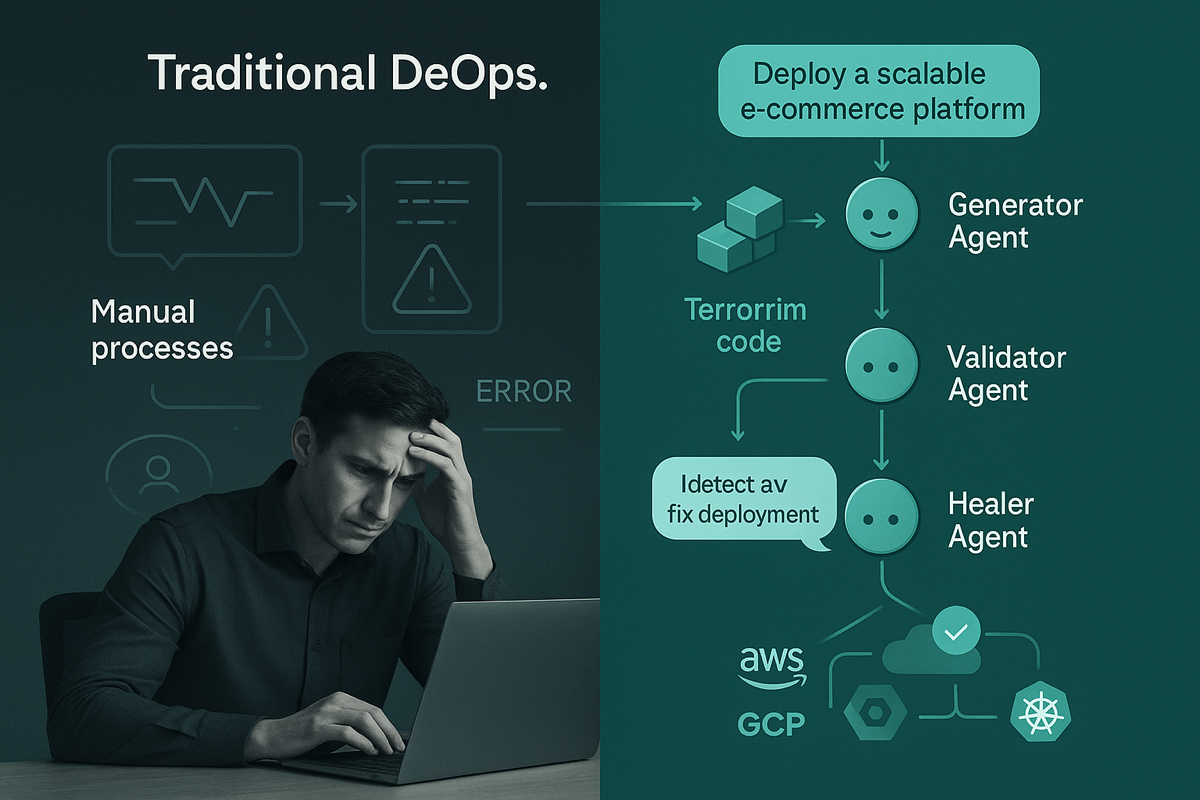 Traditional DeOps.
Manual
processes
ERROR
Deploy a scalable
e-commerce platform
Generator
Agent
Terrorrim
code
Validator
Agent
Idetect av
fix deployment
Healer
Agent
aws
GCP